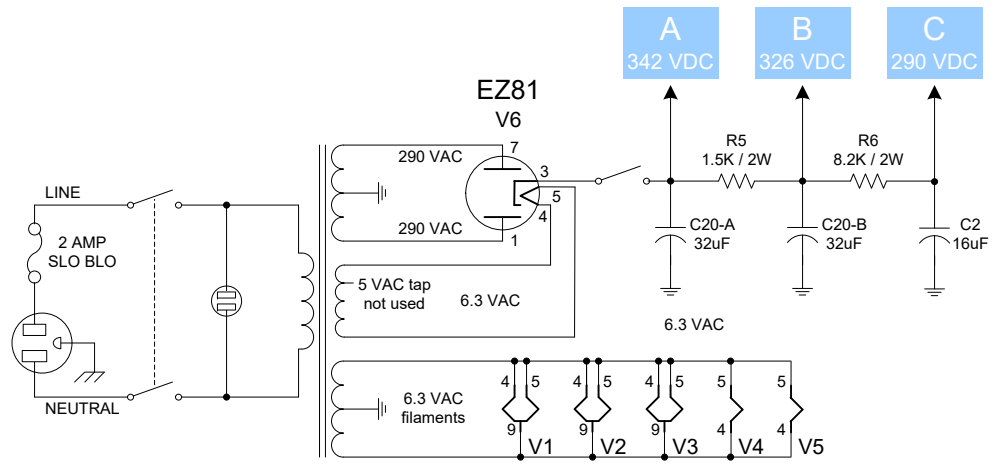 A
342 VDC
B
326 VDC
C
290 VDC
EZ81
V6
R5
1.5K / 2W
R6
8.2K / 2W
7
290 VAC
3
5
4
1
290 VAC
LINE
2 AMP
SLO BLO
NEUTRAL
C20-A
32uF
C20-B
32uF
C2
16uF
5 VAC tap
not used
6.3 VAC
6.3 VAC
6.3 VAC
filaments
4
5
9
V1
4
5
9
V2
4
5
9
V3
5
4
V4
5
4
V5